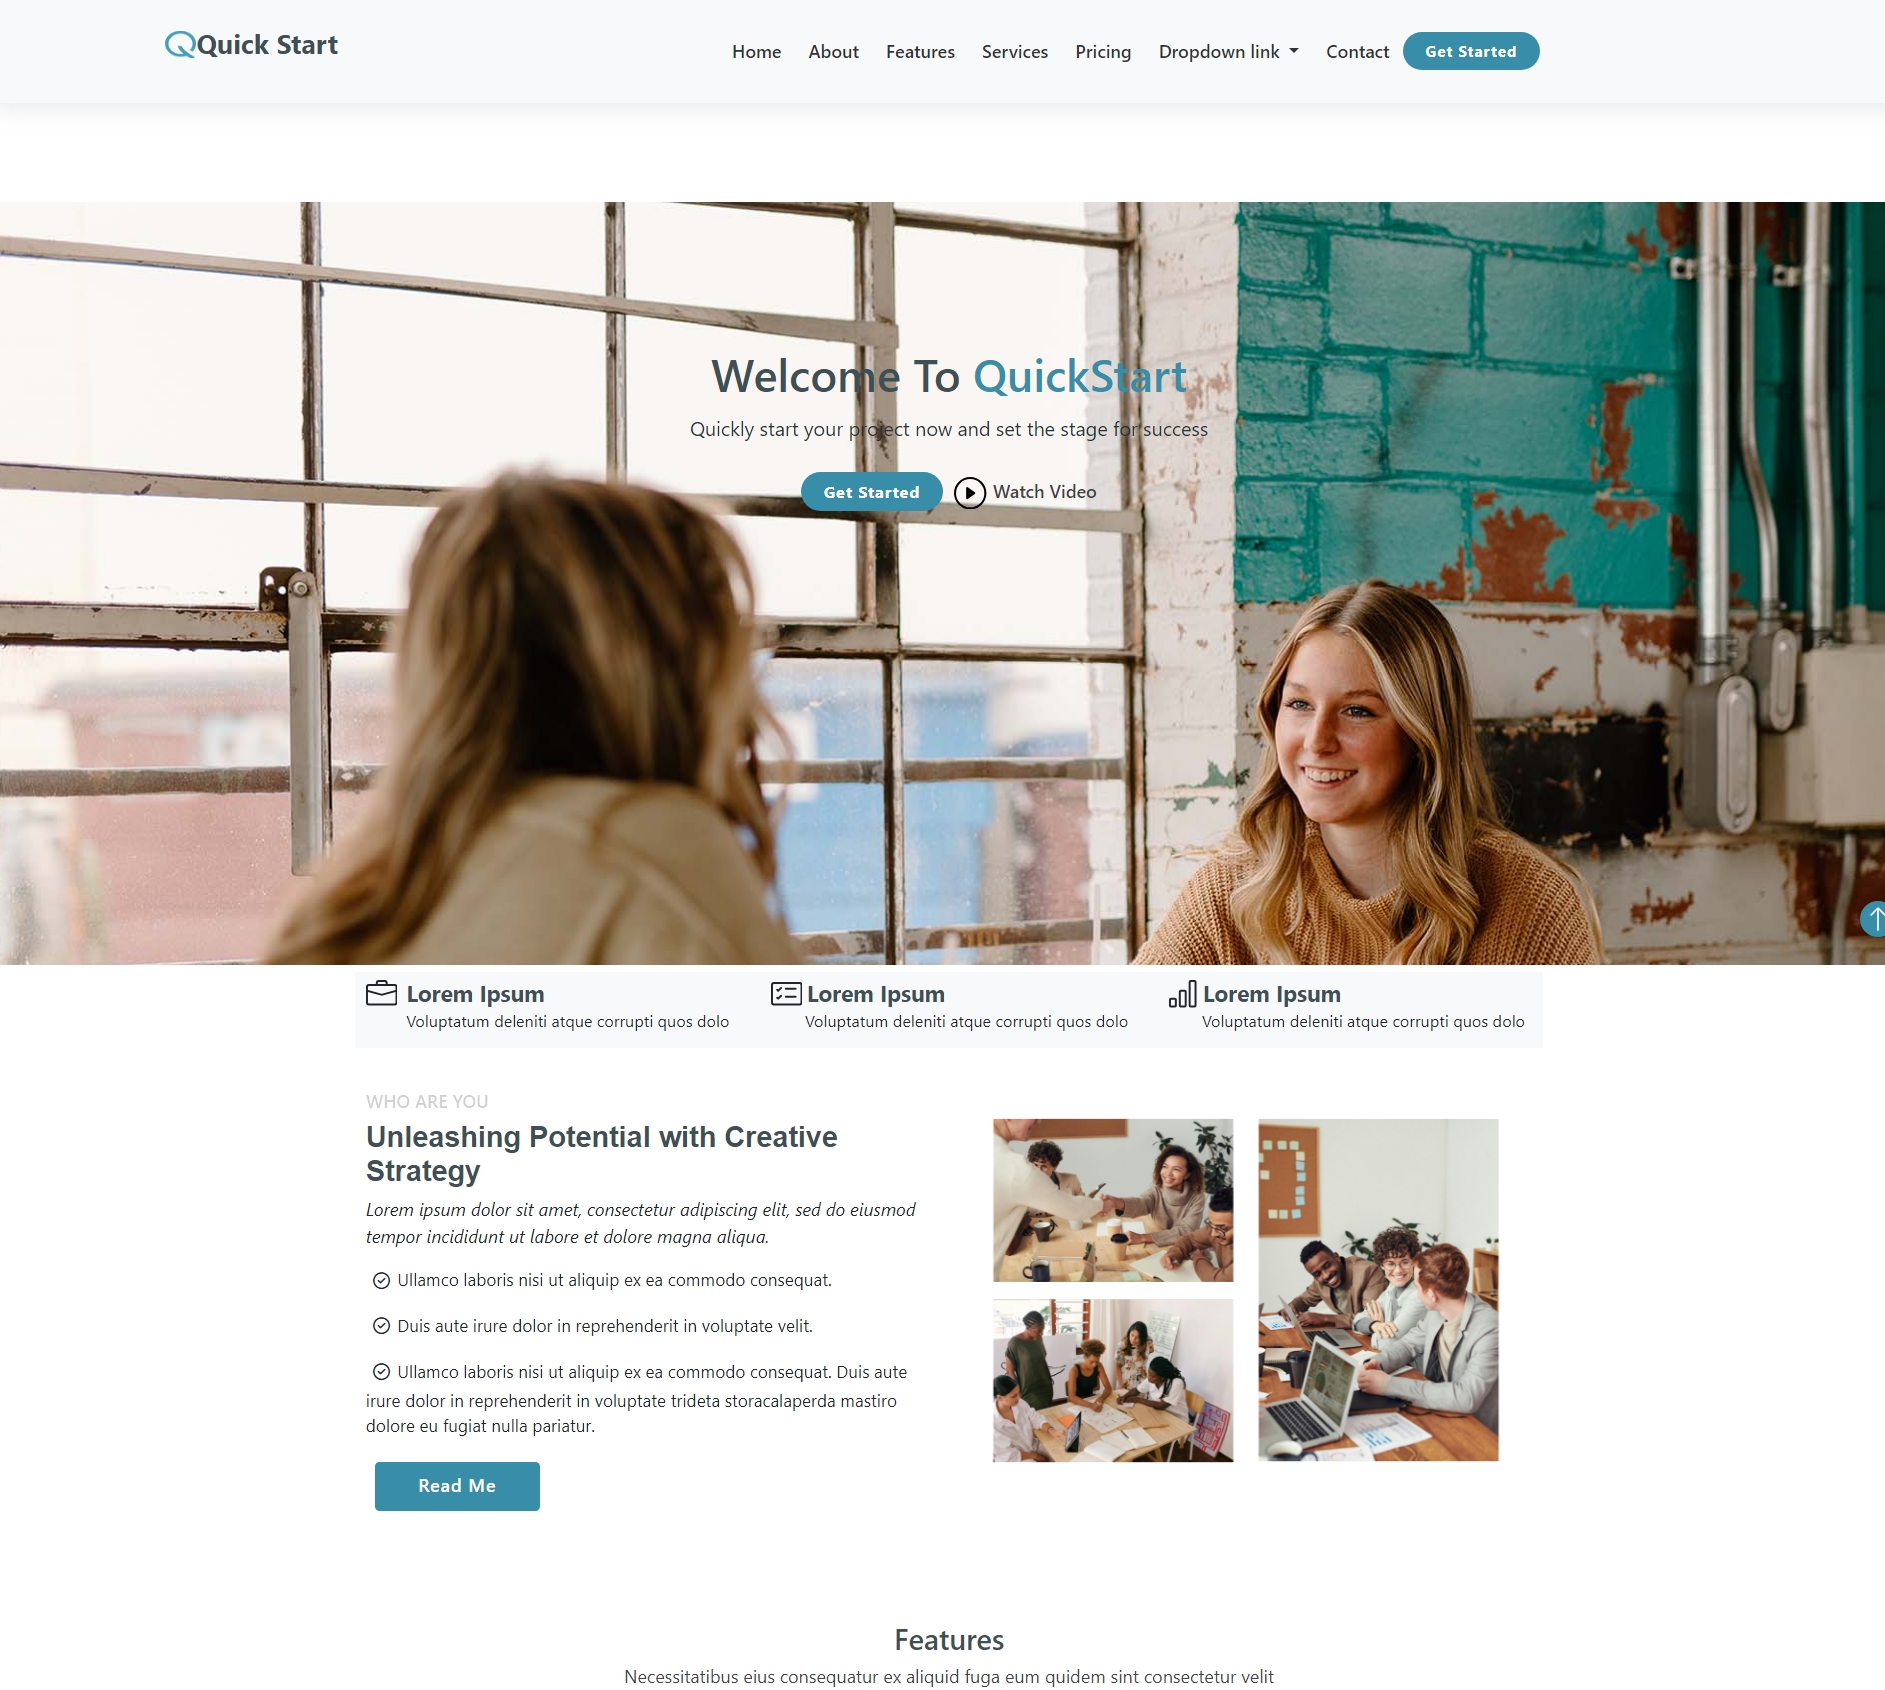 Quick Start
Home About Features Services Pricing Dropdown link Contact Get Started
Welcome To QuickStart
Quickly start your project now and set the stage for success
Get Started Watch Video
Lorem Ipsum
Voluptatum deleniti atque corrupti quos dolo
Lorem Ipsum
Voluptatum deleniti atque corrupti quos dolo
Lorem Ipsum
Voluptatum deleniti atque corrupti quos dolo
WHO ARE YOU
Unleashing Potential with Creative
Strategy
Lorem ipsum dolor sit amet, consectetur adipiscing elit, sed do eiusmod
tempor incididunt ut labore et dolore magna aliqua.
Ullamco laboris nisi ut aliquip ex ea commodo consequat.
Duis aute irure dolor in reprehenderit in voluptate velit.
Ullamco laboris nisi ut aliquip ex ea commodo consequat. Duis aute
irure dolor in reprehenderit in voluptate trideta storacalaperda mastiro
dolore eu fugiat nulla pariatur.
Read Me
Features
Necessitatibus eius consequatur ex aliquid fuga eum quidem sint consectetur velit